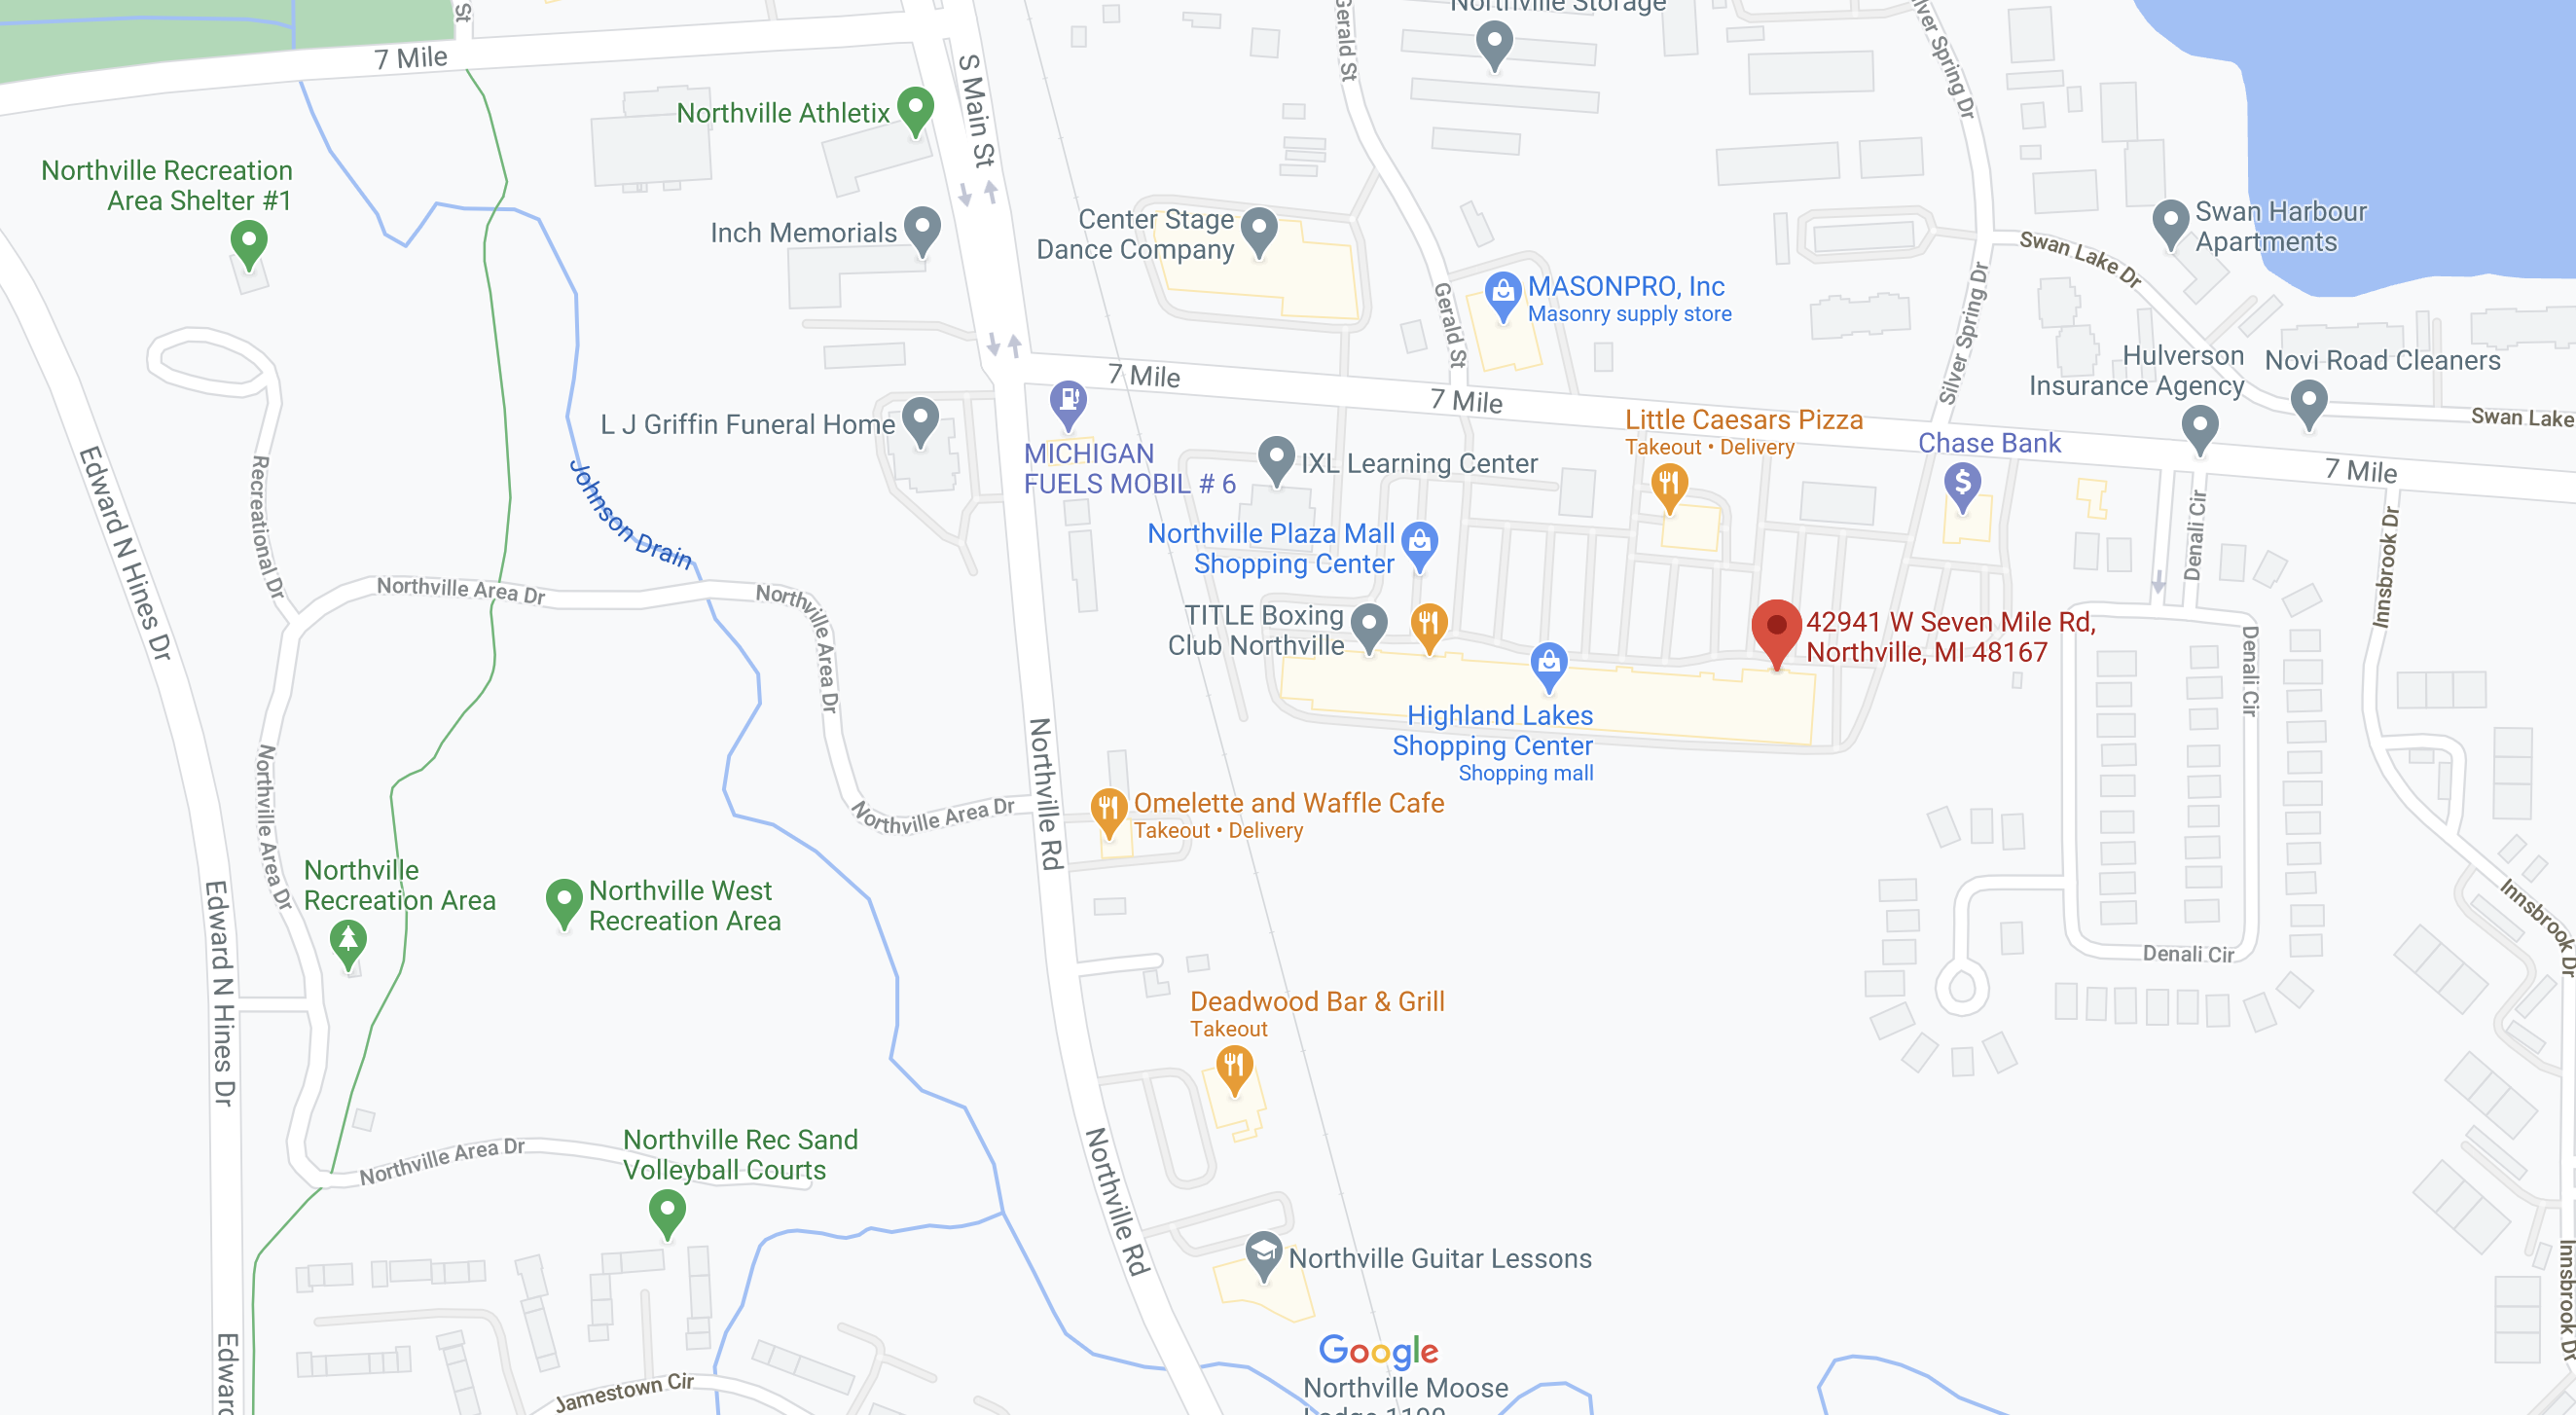 St
Northville Storage
7 Mile
S Main St
Gerald St
Silver Spring Dr
Northville Athletix
Northville Recreation
Area Shelter #1
Inch Memorials
Center Stage
Dance Company
Swan Harbour
Apartments
Swan Lake Dr
MASONPRO, Inc
Masonry supply store
Gerald St
Silver Spring Dr
Hulverson
Insurance Agency
Novi Road Cleaners
7 Mile
7 Mile
Swan Lake
L J Griffin Funeral Home
MICHIGAN
FUELS MOBIL # 6
IXL Learning Center
Little Caesars Pizza
Takeout • Delivery
Chase Bank
7 Mile
Edward N Hines Dr
Recreational Dr
Johnson Drain
Northville Plaza Mall
Shopping Center
Denali Cir
Innsbrook Dr
Northville Area Dr
Northville Area Dr
TITLE Boxing
Club Northville
42941 W Seven Mile Rd,
Northville, MI 48167
Denali Cir
Highland Lakes
Shopping Center
Shopping mall
Northville Area Dr
Northville Rd
Northville Area Dr
Omelette and Waffle Cafe
Takeout • Delivery
Northville
Recreation Area
Northville West
Recreation Area
Edward N Hines Dr
Denali Cir
Innsbrook Dr
Deadwood Bar & Grill
Takeout
Northville Area Dr
Northville Rec Sand
Volleyball Courts
Northville Rd
Northville Guitar Lessons
Innsbrook Dr
Edward
Jamestown Cir
Google
Northville Moose
Lodge 1190